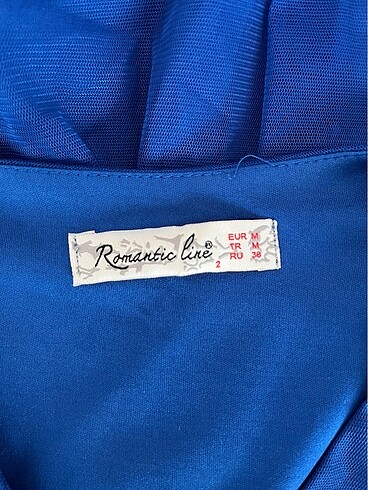 Romantic line®
2
EUR M
TR M
RU 38